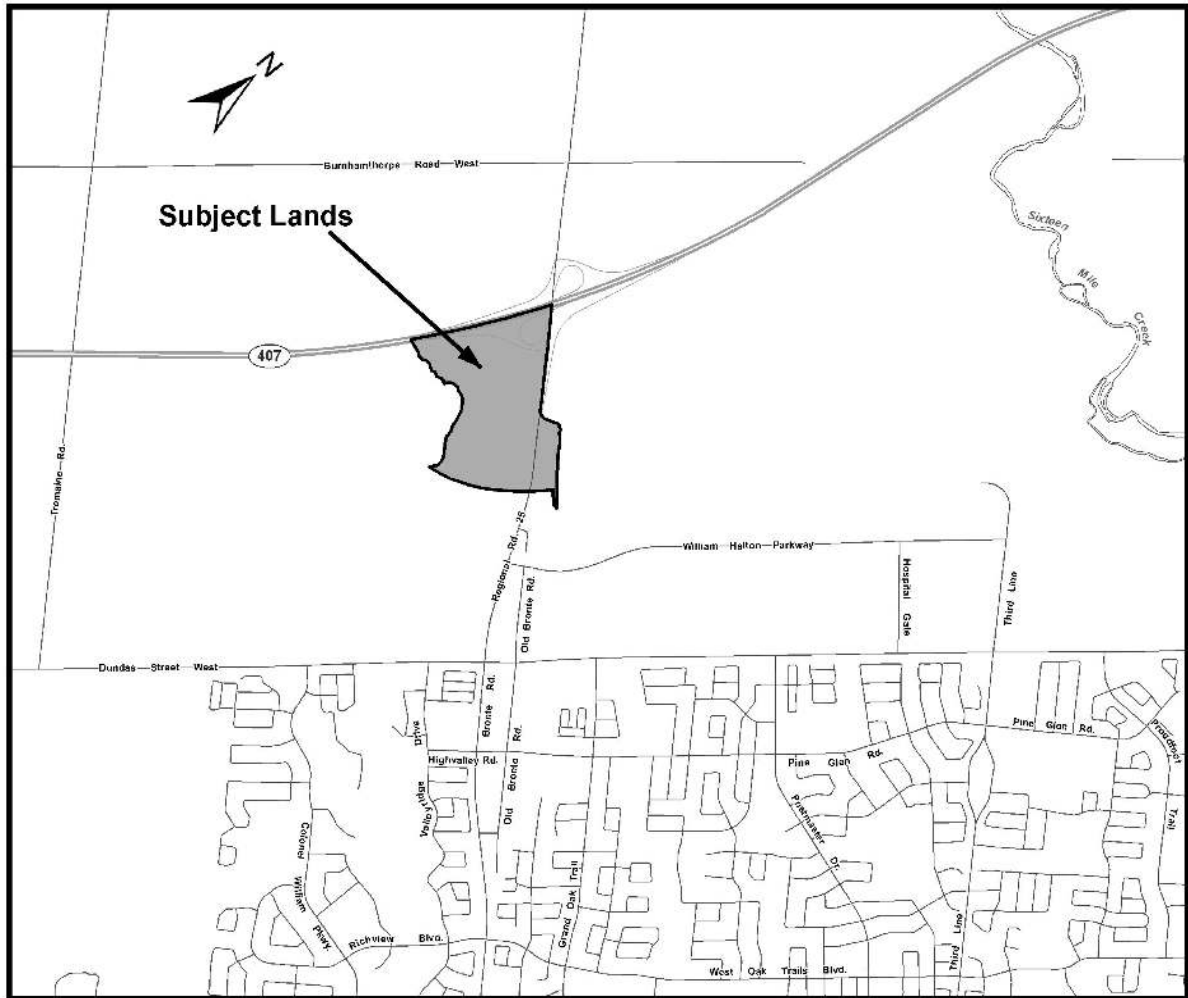 N
Burnhamthorpe Road West
Subject Lands
Sixteen
Mile
Creek
407
Tremaine Rd.
Regional Rd. 25
William Halton Parkway
Old Bronte Rd.
Hospital Gate
Third Line
Dundas Street West
Bronte Rd.
Old Bronte Rd.
Valleyridge Drive
Highvalley Rd.
Pine Glen Rd.
Pine Glen Rd.
Proudfoot Trail
Postmaster Dr.
Colonel William Pkwy.
Grand Oak Trail
Richview Blvd.
Third Line
West Oak Trails Blvd.